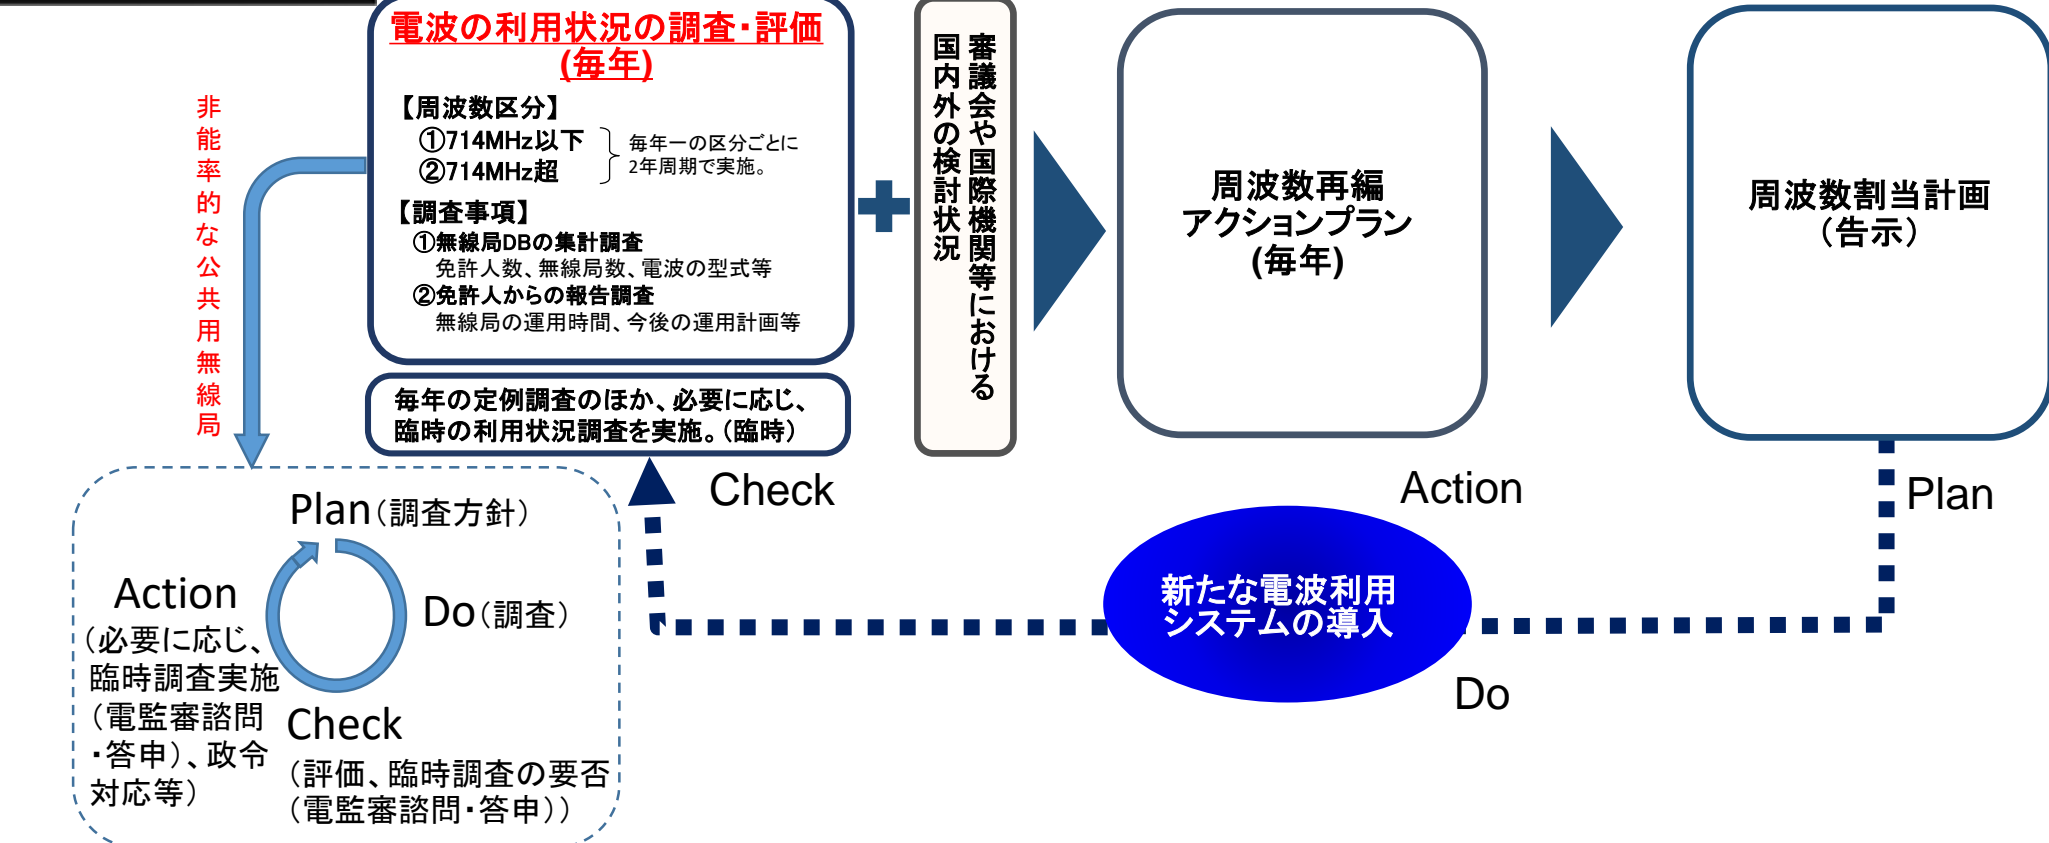 電波の利用状況の調査・評価
(毎年)
【周波数区分】
①714MHz以下
②714MHz超
毎年一の区分ごとに
2年周期で実施。
【調査事項】
①無線局DBの集計調査
免許人数、無線局数、電波の型式等
②免許人からの報告調査
無線局の運用時間、今後の運用計画等
毎年の定例調査のほか、必要に応じ、
臨時の利用状況調査を実施。（臨時）
審議会や国際機関等における
国内外の検討状況
周波数再編
アクションプラン
(毎年)
周波数割当計画
（告示）
非能率的な公共用無線局
Check
Action
Plan
新たな電波利用
システムの導入
Do
Plan（調査方針）
Do（調査）
Check
（評価、臨時調査の要否
（電監審諮問・答申））
Action
（必要に応じ、
臨時調査実施
（電監審諮問
・答申）、政令
対応等）